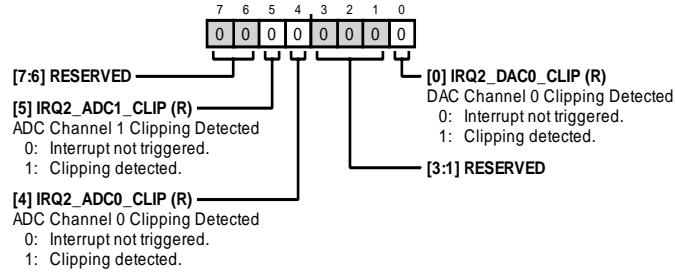 7 6 5 4 3 2 1 0
0 0 0 0 0 0 0 0
[7:6] RESERVED
[5] IRQ2_ADC1_CLIP (R)
ADC Channel 1 Clipping Detected
0: Interrupt not triggered.
1: Clipping detected.
[4] IRQ2_ADC0_CLIP (R)
ADC Channel 0 Clipping Detected
0: Interrupt not triggered.
1: Clipping detected.
[0] IRQ2_DAC0_CLIP (R)
DAC Channel 0 Clipping Detected
0: Interrupt not triggered.
1: Clipping detected.
[3:1] RESERVED